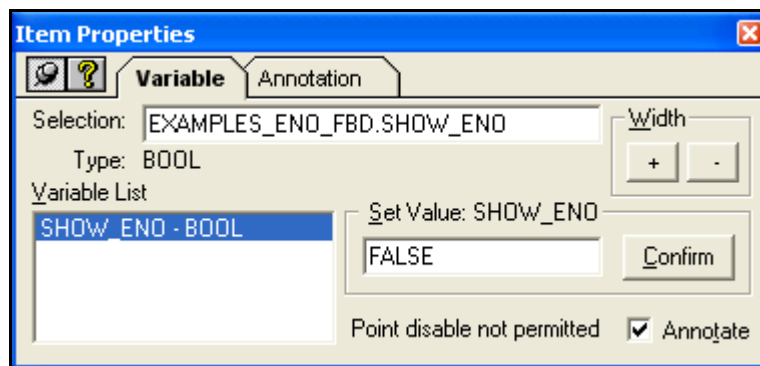 Item Properties
Variable Annotation
Selection: EXAMPLES_ENO_FBD.SHOW_ENO
Width
Type: BOOL
+ -
Variable List
SHOW_ENO - BOOL
Set Value: SHOW_ENO
FALSE Confirm
Point disable not permitted Annotate